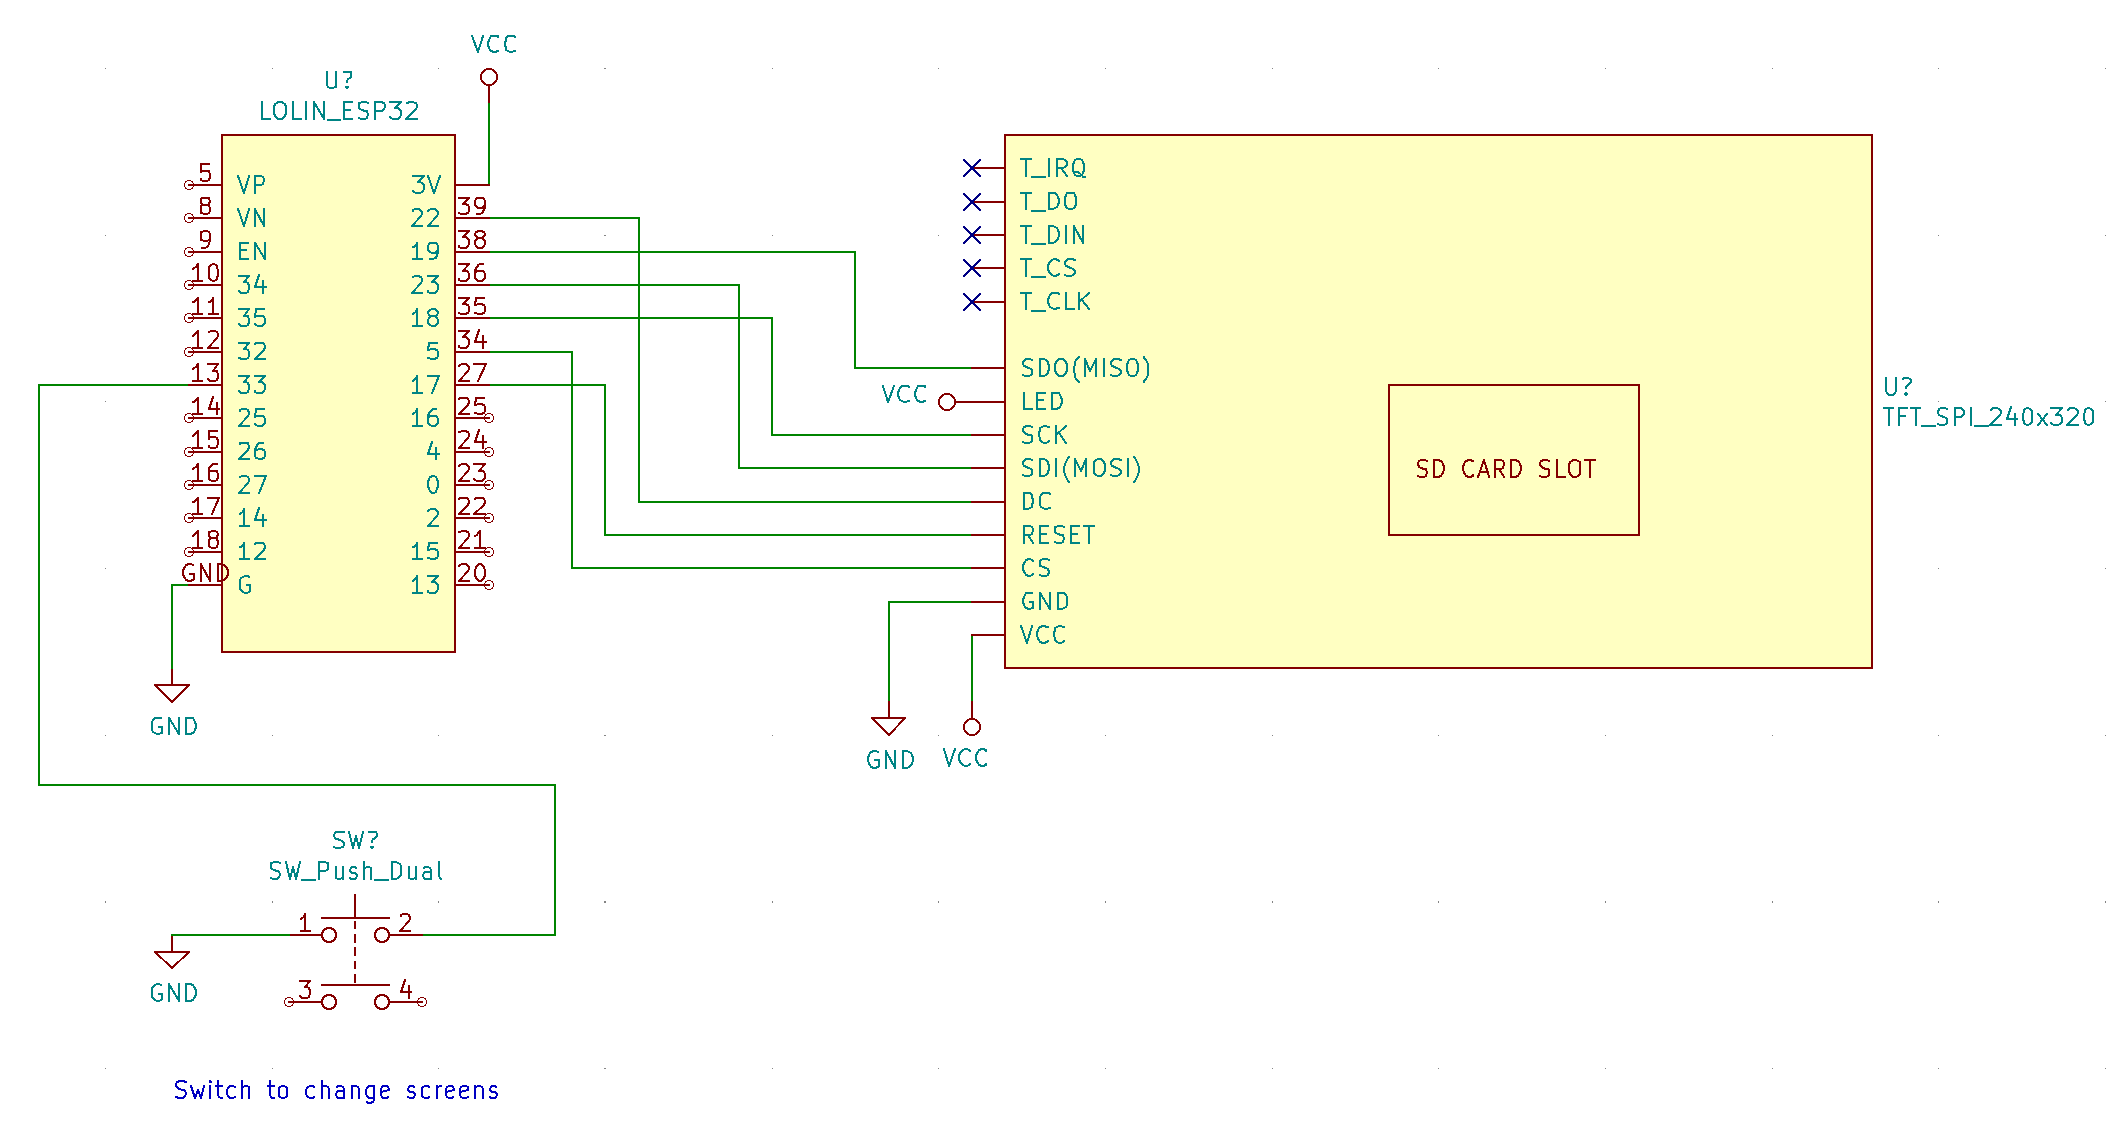 VCC
U?
LOLIN_ESP32
5 VP 3V
8 VN 22 39
9 EN 19 38
10 34 23 36
11 35 18 35
12 32 5 34
13 33 17 27
14 25 16 25
15 26 4 24
16 27 0 23
17 14 2 22
18 12 15 21
GND G 13 20
GND
T_IRQ
T_DO
T_DIN
T_CS
T_CLK
SDO(MISO)
VCC LED
SCK
SDI(MOSI)
DC
RESET
CS
GND
VCC
SD CARD SLOT
U?
TFT_SPI_240x320
GND
VCC
SW?
SW_Push_Dual
1 2
3 4
GND
Switch to change screens